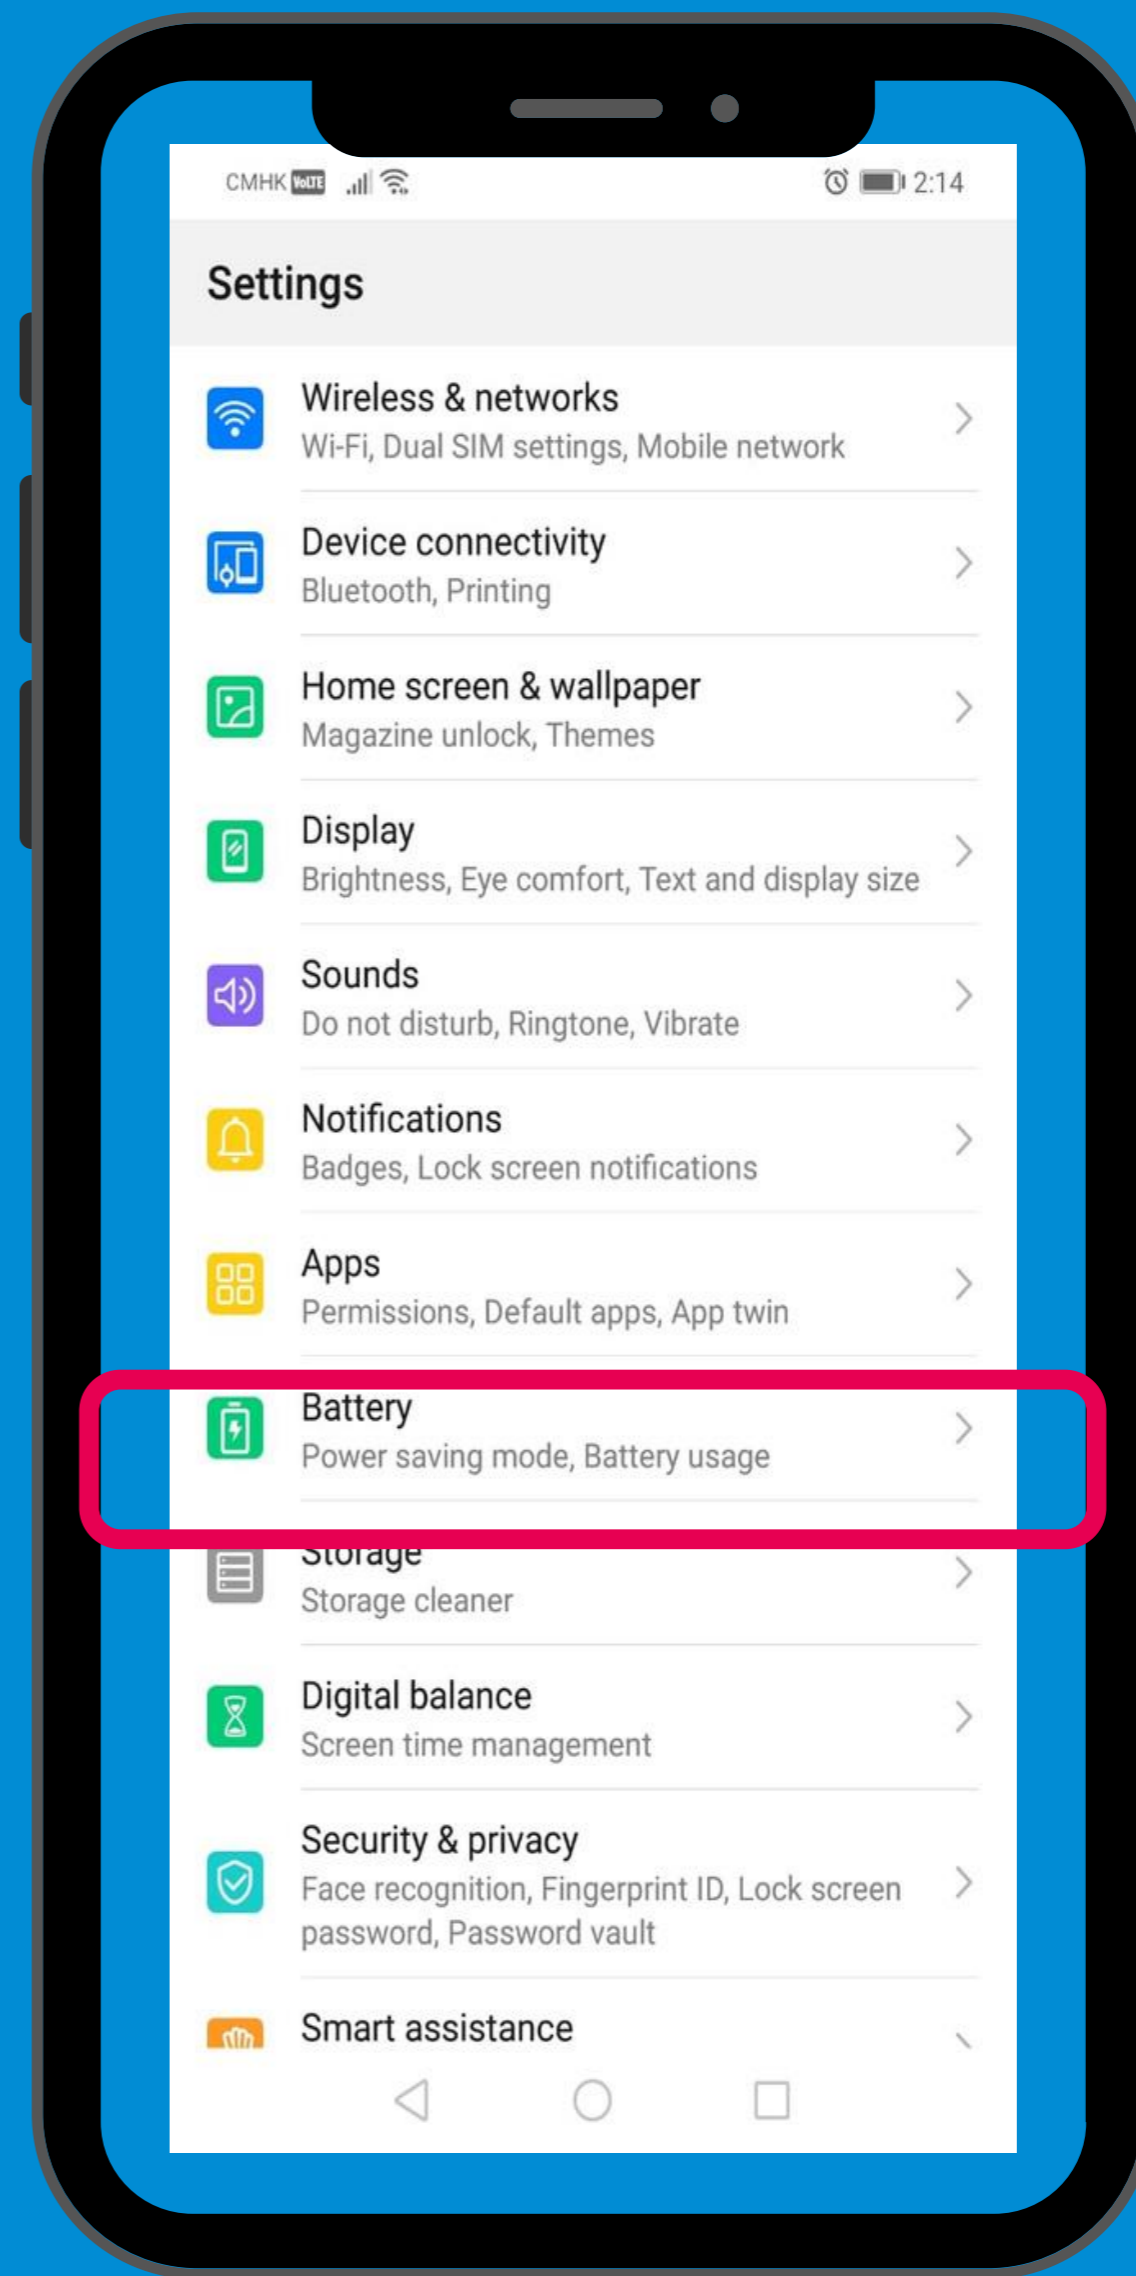 CMHK VoLTE 2:14
Settings
Wireless & networks
Wi-Fi, Dual SIM settings, Mobile network
Device connectivity
Bluetooth, Printing
Home screen & wallpaper
Magazine unlock, Themes
Display
Brightness, Eye comfort, Text and display size
Sounds
Do not disturb, Ringtone, Vibrate
Notifications
Badges, Lock screen notifications
Apps
Permissions, Default apps, App twin
Battery
Power saving mode, Battery usage
Storage
Storage cleaner
Digital balance
Screen time management
Security & privacy
Face recognition, Fingerprint ID, Lock screen
password, Password vault
Smart assistance